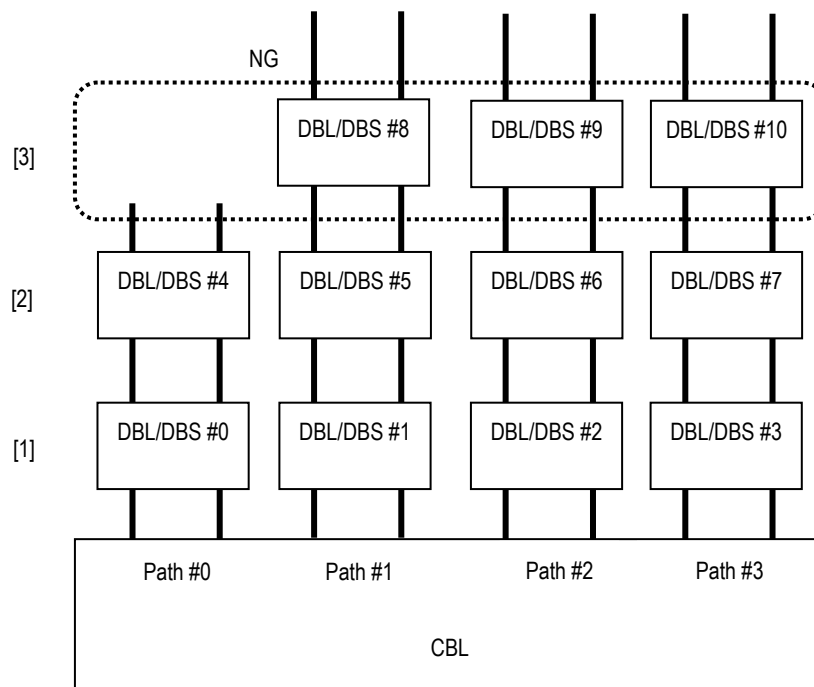 NG
[3]
DBL/DBS #8
DBL/DBS #9
DBL/DBS #10
[2]
DBL/DBS #4
DBL/DBS #5
DBL/DBS #6
DBL/DBS #7
[1]
DBL/DBS #0
DBL/DBS #1
DBL/DBS #2
DBL/DBS #3
Path #0
Path #1
Path #2
Path #3
CBL